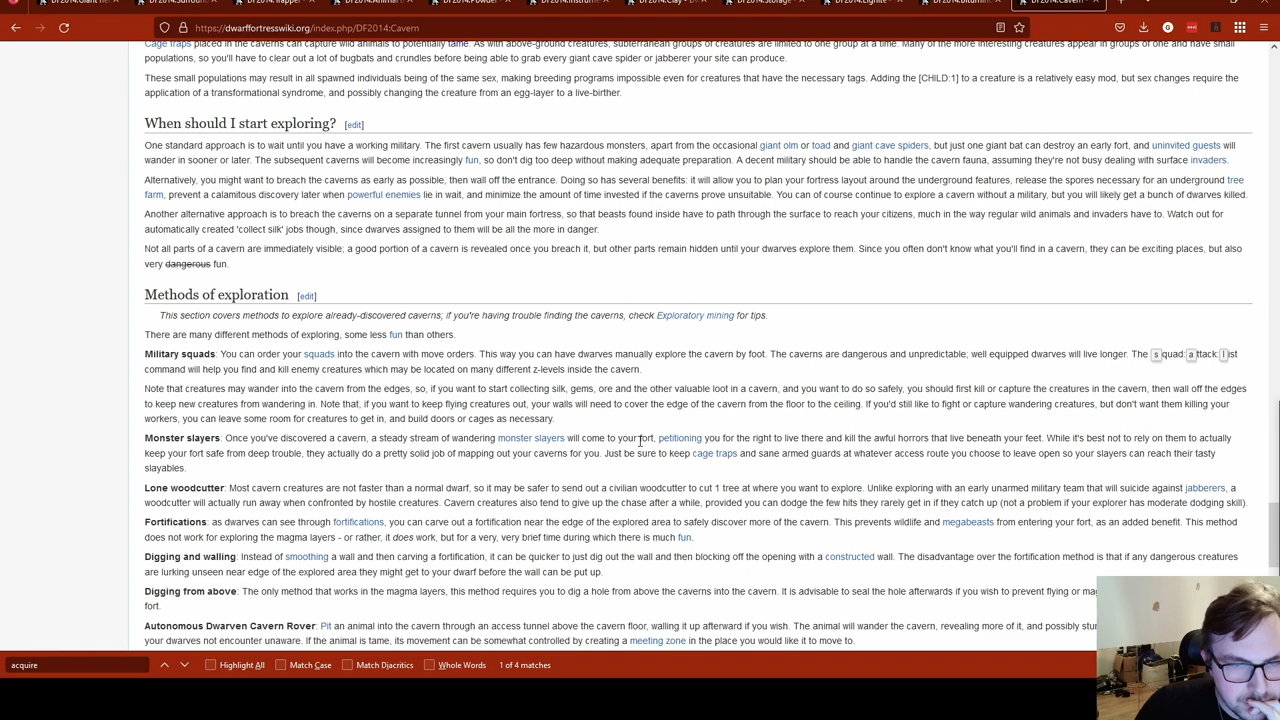 https://dwarffortresswiki.org/index.php/DF2014:Cavern
Cage traps placed in the caverns can capture wild animals to potentially tame. As with above-ground creatures, subterranean groups of creatures are limited to one group at a time. Many of the more interesting creatures appear in groups of one and have small
populations, so you'll have to clear out a lot of bugbats and crundles before being able to grab every giant cave spider or jabberer your site can produce.
These small populations may result in all spawned individuals being of the same sex, making breeding programs impossible even for creatures that have the necessary tags. Adding the [CHILD:1] to a creature is a relatively easy mod, but sex changes require the
application of a transformational syndrome, and possibly changing the creature from an egg-layer to a live-birther.
When should I start exploring? [edit]
One standard approach is to wait until you have a working military. The first cavern usually has few hazardous monsters, apart from the occasional giant olm or toad and giant cave spiders, but just one giant bat can destroy an early fort, and uninvited guests will
wander in sooner or later. The subsequent caverns will become increasingly fun, so don't dig too deep without making adequate preparation. A decent military should be able to handle the cavern fauna, assuming they're not busy dealing with surface invaders.
Alternatively, you might want to breach the caverns as early as possible, then wall off the entrance. Doing so has several benefits: it will allow you to plan your fortress layout around the underground features, release the spores necessary for an underground tree
farm, prevent a calamitous discovery later when powerful enemies lie in wait, and minimize the amount of time invested if the caverns prove unsuitable. You can of course continue to explore a cavern without a military, but you will likely get a bunch of dwarves killed.
Another alternative approach is to breach the caverns on a separate tunnel from your main fortress, so that beasts found inside have to path through the surface to reach your citizens, much in the way regular wild animals and invaders have to. Watch out for
automatically created 'collect silk' jobs though, since dwarves assigned to them will be all the more in danger.
Not all parts of a cavern are immediately visible; a good portion of a cavern is revealed once you breach it, but other parts remain hidden until your dwarves explore them. Since you often don't know what you'll find in a cavern, they can be exciting places, but also
very dangerous fun.
Methods of exploration [edit]
This section covers methods to explore already-discovered caverns; if you're having trouble finding the caverns, check Exploratory mining for tips.
There are many different methods of exploring, some less fun than others.
Military squads: You can order your squads into the cavern with move orders. This way you can have dwarves manually explore the cavern by foot. The caverns are dangerous and unpredictable; well equipped dwarves will live longer. The s quad: a ttack: l ist
command will help you find and kill enemy creatures which may be located on many different z-levels inside the cavern.
Note that creatures may wander into the cavern from the edges, so, if you want to start collecting silk, gems, ore and the other valuable loot in a cavern, and you want to do so safely, you should first kill or capture the creatures in the cavern, then wall off the edges
to keep new creatures from wandering in. Note that, if you want to keep flying creatures out, your walls will need to cover the edge of the cavern from the floor to the ceiling. If you'd still like to fight or capture wandering creatures, but don't want them killing your
workers, you can leave some room for creatures to get in, and build doors or cages as necessary.
Monster slayers: Once you've discovered a cavern, a steady stream of wandering monster slayers will come to your fort, petitioning you for the right to live there and kill the awful horrors that live beneath your feet. While it's best not to rely on them to actually
keep your fort safe from deep trouble, they actually do a pretty solid job of mapping out your caverns for you. Just be sure to keep cage traps and sane armed guards at whatever access route you choose to leave open so your slayers can reach their tasty
slayables.
Lone woodcutter: Most cavern creatures are not faster than a normal dwarf, so it may be safer to send out a civilian woodcutter to cut 1 tree at where you want to explore. Unlike exploring with an early unarmed military team that will suicide against jabberers, a
woodcutter will actually run away when confronted by hostile creatures. Cavern creatures also tend to give up the chase after a while, provided you can dodge the few hits they rarely get in if they catch up (not a problem if your explorer has moderate dodging skill).
Fortifications: as dwarves can see through fortifications, you can carve out a fortification near the edge of the explored area to safely discover more of the cavern. This prevents wildlife and megabeasts from entering your fort, as an added benefit. This method
does not work for exploring the magma layers - or rather, it does work, but for a very, very brief time during which there is much fun.
Digging and walling: Instead of smoothing a wall and then carving a fortification, it can be quicker to just dig out the wall and then blocking off the opening with a constructed wall. The disadvantage over the fortification method is that if any dangerous creatures
are lurking unseen near edge of the explored area they might get to your dwarf before the wall can be put up.
Digging from above: The only method that works in the magma layers, this method requires you to dig a hole from above the caverns into the cavern. It is advisable to seal the hole afterwards if you wish to prevent flying or
fort.
Autonomous Dwarven Cavern Rover: Pit an animal into the cavern through an access tunnel above the cavern floor, walling it up afterward if you wish. The animal will wander the cavern, revealing more of it, and possibly
your dwarves not encounter unaware. If the animal is tame, its movement can be somewhat controlled by creating a meeting zone in the place you would like it to move to.
acquire Highlight All Match Case Match Diacritics Whole Words 1 of 4 matches